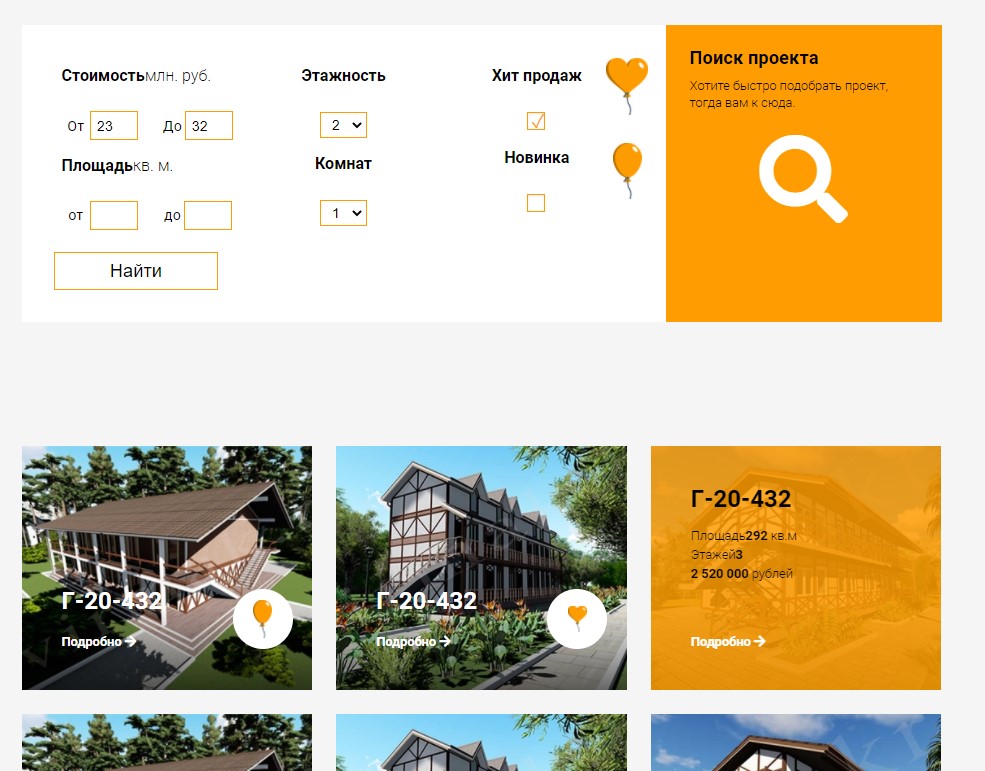 Стоимостьмлн. руб.
От 23 До 32
Площадькв. м.
от до
Найти
Этажность
2
Комнат
1
Хит продаж
Новинка
Поиск проекта
Хотите быстро подобрать проект,
тогда вам к сюда.
Г-20-432
Подробно
Г-20-432
Подробно
Г-20-432
Площадь292 кв.м
Этажей3
2 520 000 рублей
Подробно